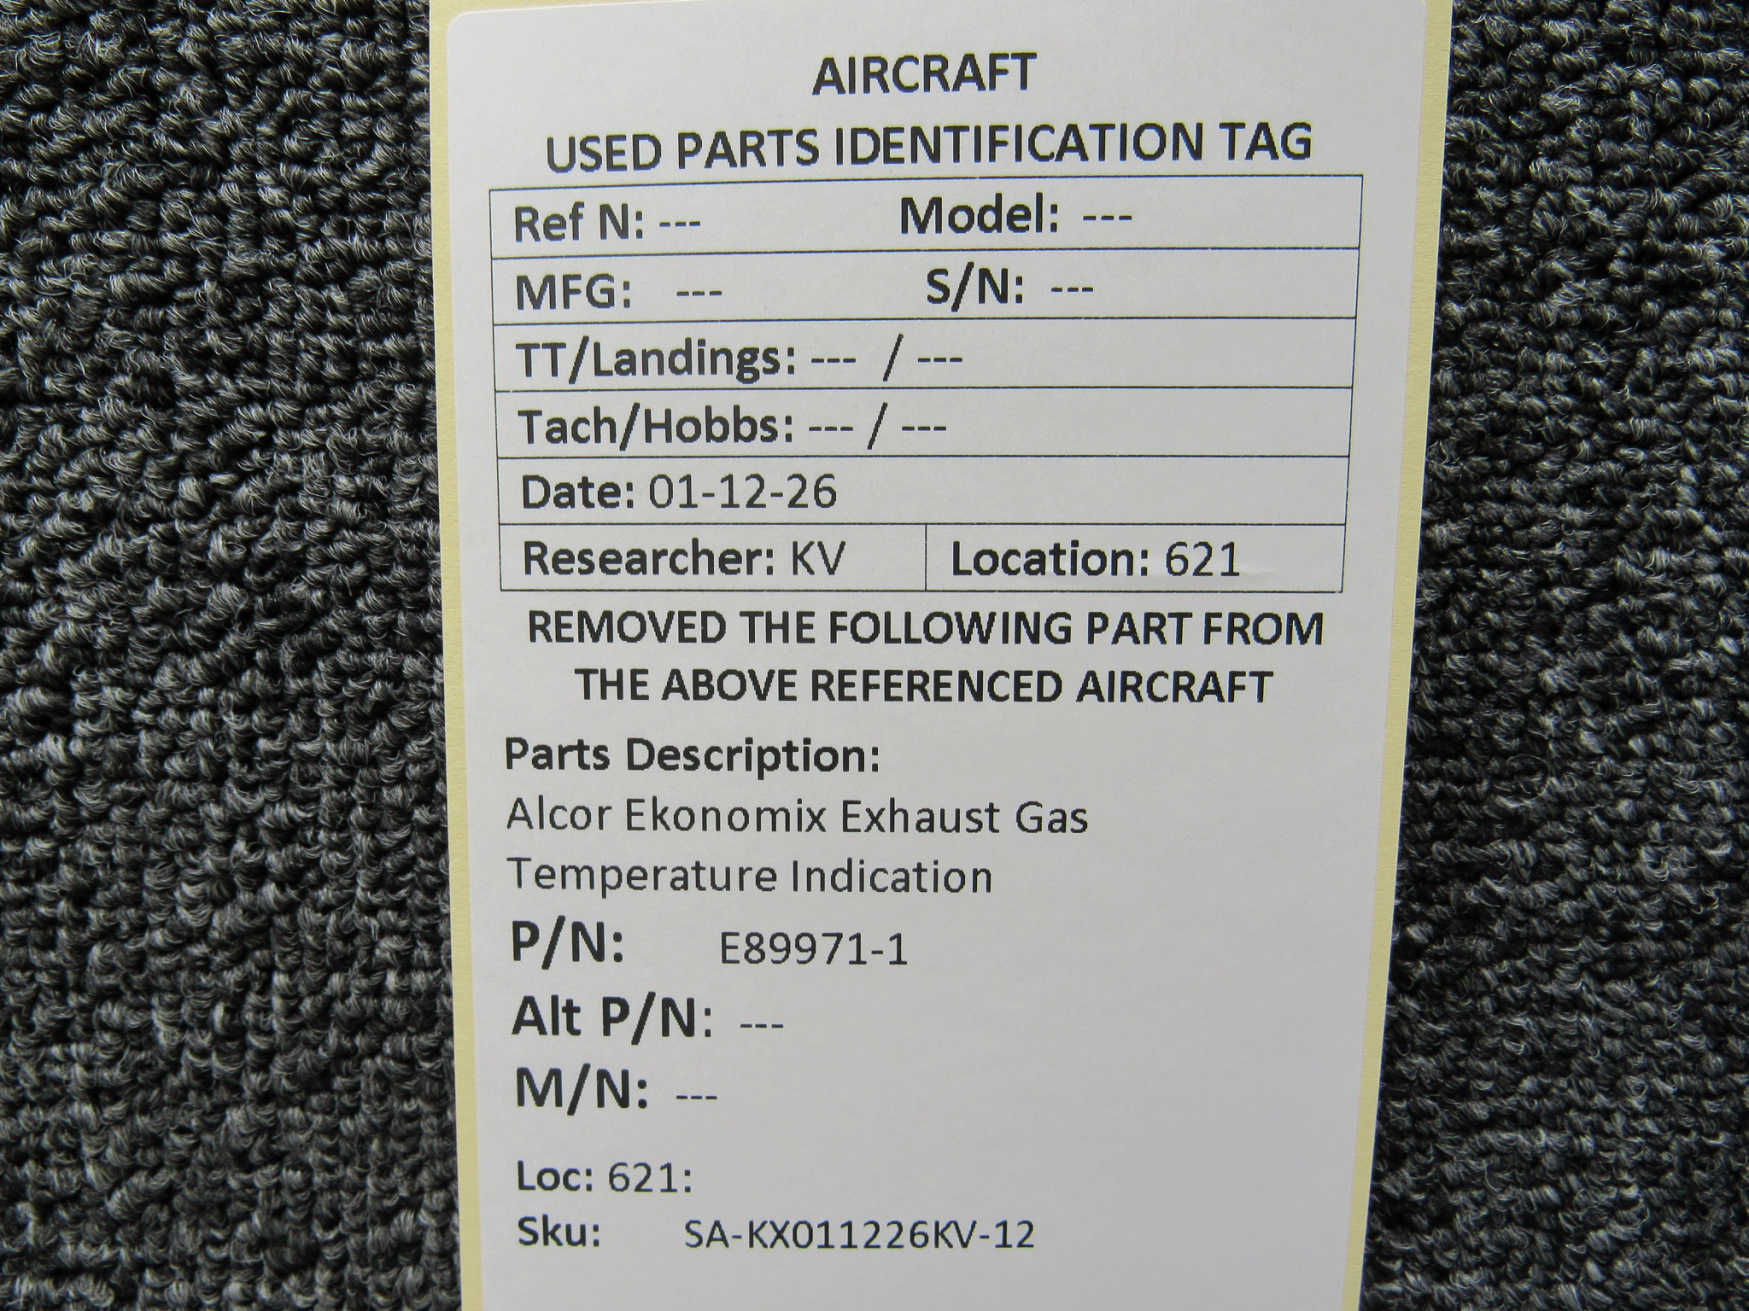 AIRCRAFT
USED PARTS IDENTIFICATION TAG
Ref N: --- Model: ---
MFG: --- S/N: ---
TT/Landings: --- / ---
Tach/Hobbs: --- / ---
Date: 01-12-26
Researcher: KV Location: 621
REMOVED THE FOLLOWING PART FROM
THE ABOVE REFERENCED AIRCRAFT
Parts Description:
Alcor Ekonomix Exhaust Gas
Temperature Indication
P/N: E89971-1
Alt P/N: ---
M/N: ---
Loc: 621:
Sku: SA-KX011226KV-12